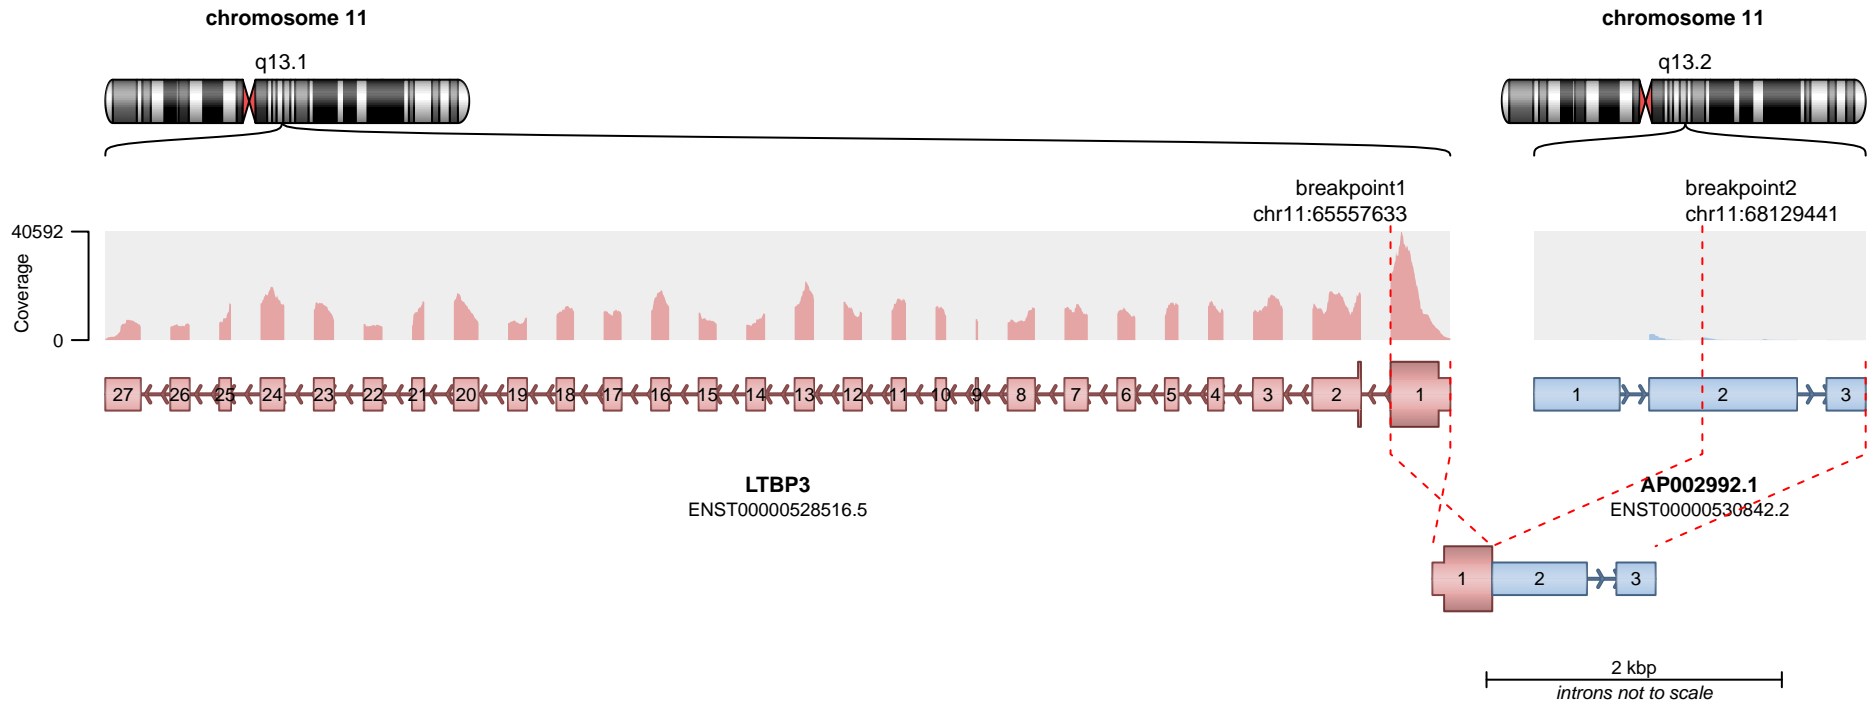 chromosome 11
chromosome 11
q13.1
q13.2
breakpoint1
chr11:65557633
breakpoint2
chr11:68129441
40592
Coverage
0
27 26 25 24 23 22 21 20 19 18 17 16 15 14 13 12 11 10 9 8 7 6 5 4 3 2 1
1 2 3
LTBP3
ENST00000528516.5
AP002992.1
ENST00000530842.2
1 2 3
2 kbp
introns not to scale